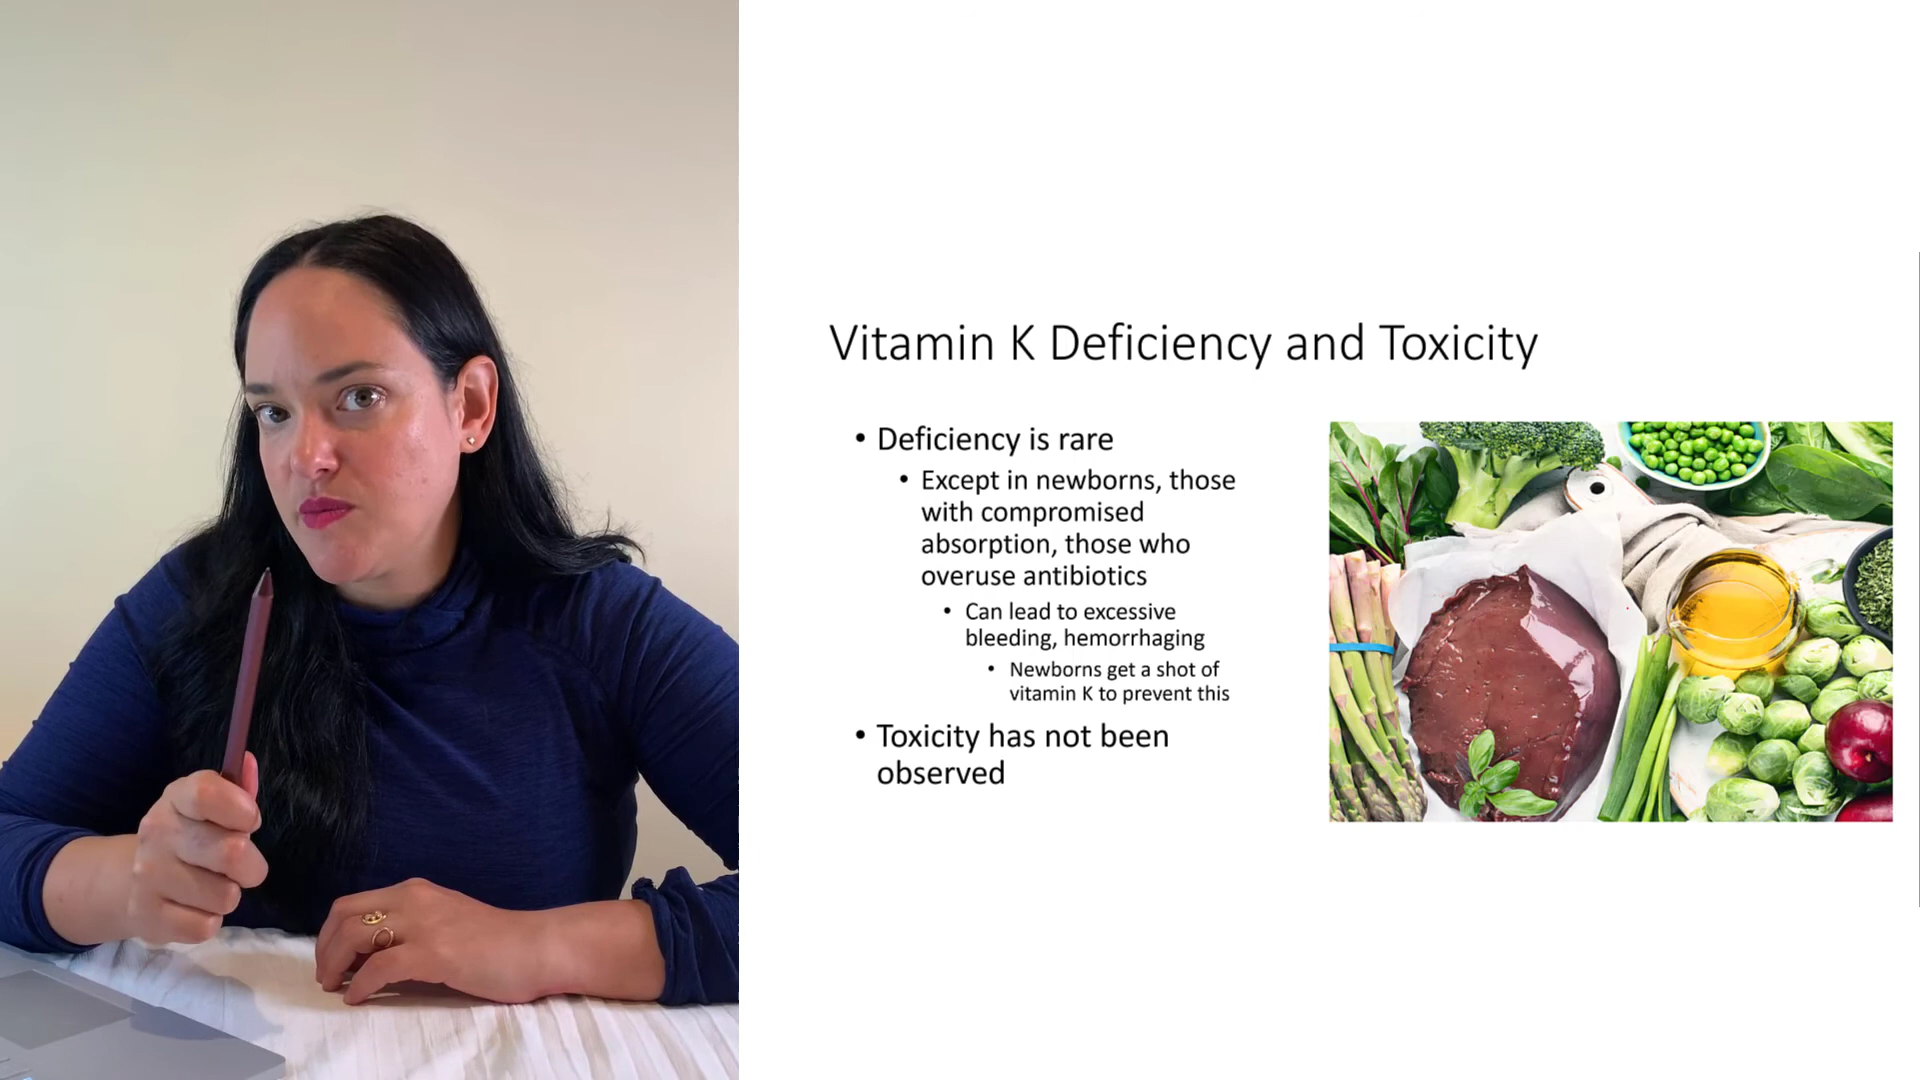 Vitamin K Deficiency and Toxicity
• Deficiency is rare
• Except in newborns, those
with compromised
absorption, those who
overuse antibiotics
• Can lead to excessive
bleeding, hemorrhaging
• Newborns get a shot of
vitamin K to prevent this
• Toxicity has not been
observed